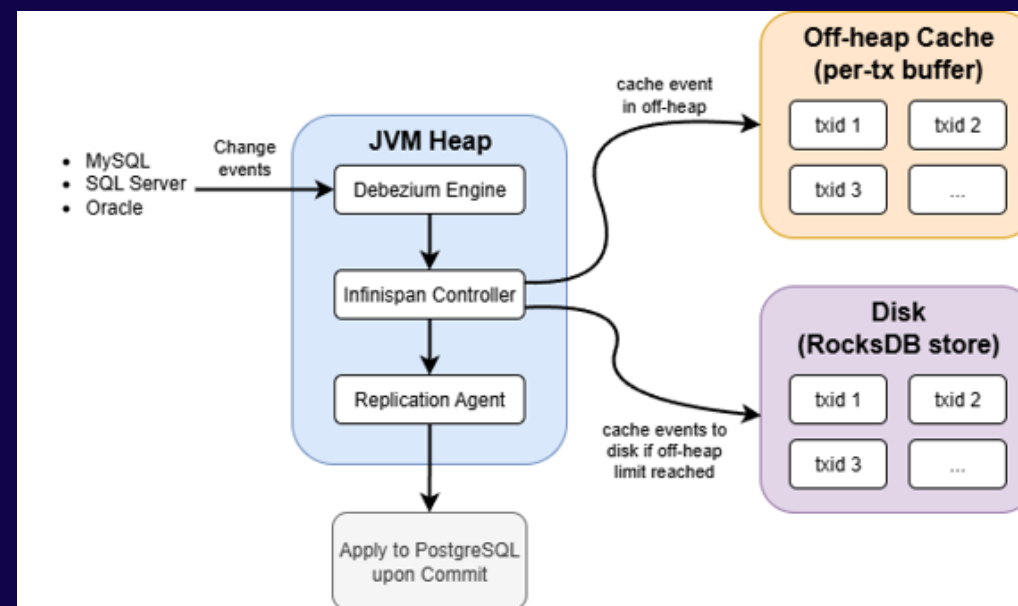 • MySQL
• SQL Server
• Oracle
Change
events
JVM Heap
Debezium Engine
Infinispan Controller
Replication Agent
Apply to PostgreSQL
upon Commit
cache event
in off-heap
Off-heap Cache
(per-tx buffer)
txid 1
txid 2
txid 3
...
cache events to
disk if off-heap
limit reached
Disk
(RocksDB store)
txid 1
txid 2
txid 3
...